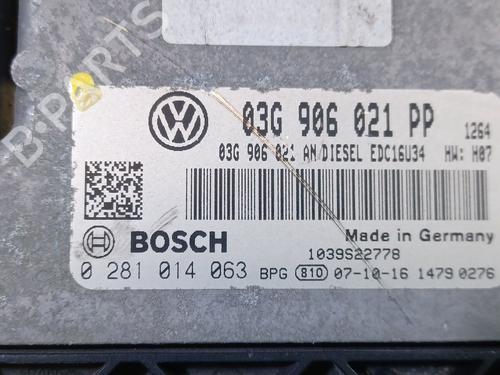 B-PARTS
03G 906 021 PP 1264
03G 906 021 AN/DIESEL EDC16U34 HW: H07
Made in Germany
BOSCH 1039S22778
0 281 014 063 BPG 810 07-10-16 1479 0276